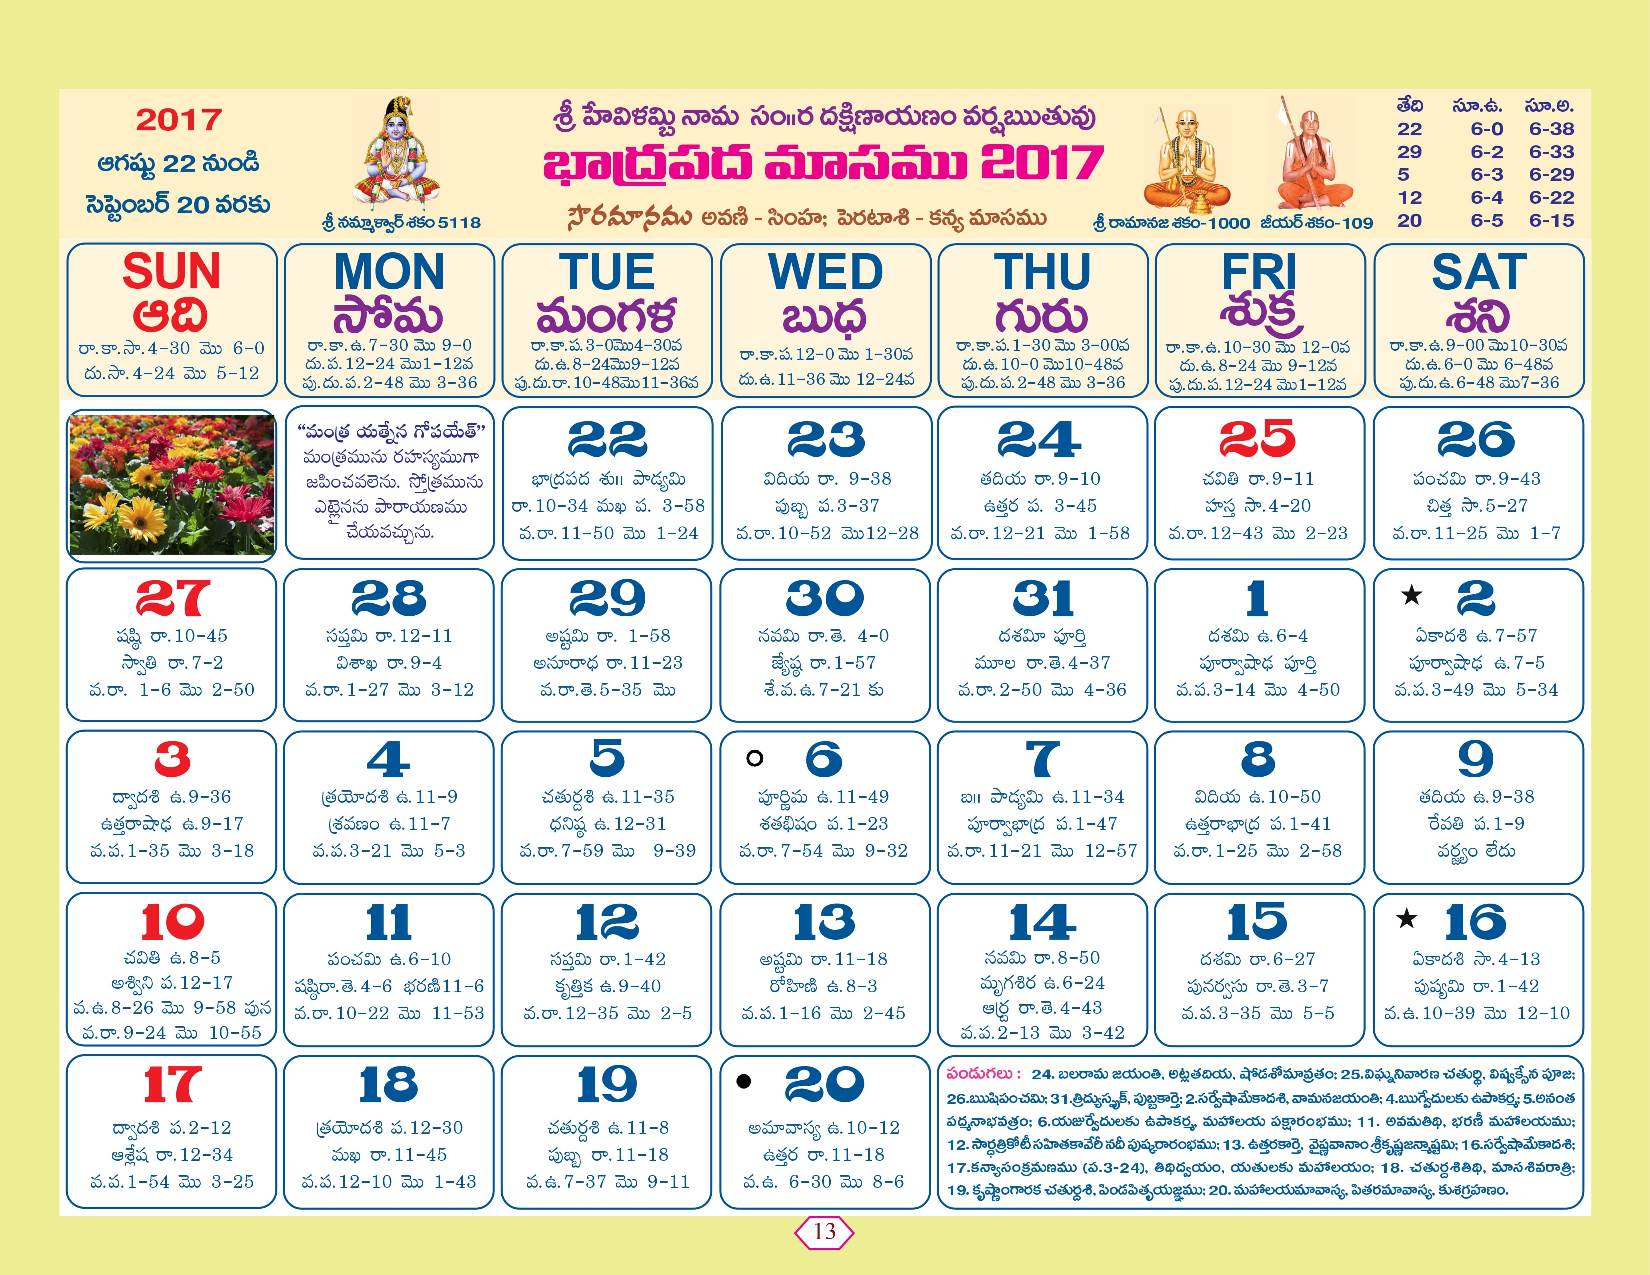 2017
ఆగష్టు 22 నుండి
సెప్టెంబర్ 20 వరకు
శ్రీ నమ్మాళ్వార్ శకం 5118
శ్రీ హేవిళమ్బి నామ సం॥ర దక్షిణాయణం వర్షఋతువు
భాద్రపద మాసము 2017
సౌరమానము అవణి - సింహ; పెరటాశి - కన్య మాసము
శ్రీ రామానజ శకం-1000 జీయర్ శకం-109
తేది సూ.ఉ. సూ.అ.
22 6-0 6-38
29 6-2 6-33
5 6-3 6-29
12 6-4 6-22
20 6-5 6-15
SUN
ఆది
రా.కా.సా.4-30 మొ 6-0
దు.సా.4-24 మొ 5-12
MON
సోమ
రా.కా.ఉ.7-30 మొ 9-0
దు.ప.12-24 మొ1-12వ
పు.దు.ప.2-48 మొ 3-36
TUE
మంగళ
రా.కా.ప.3-0మొ4-30వ
దు.ఉ.8-24మొ9-12వ
పు.దు.రా.10-48మొ11-36వ
WED
బుధ
రా.కా.ప.12-0 మొ 1-30వ
దు.ఉ.11-36 మొ 12-24వ
THU
గురు
రా.కా.ప.1-30 మొ 3-00వ
దు.ఉ.10-0 మొ10-48వ
పు.దు.ప.2-48 మొ 3-36
FRI
శుక్ర
రా.కా.ఉ.10-30 మొ 12-0వ
దు.ఉ.8-24 మొ 9-12వ
పు.దు.ప.12-24 మొ1-12వ
SAT
శని
రా.కా.ఉ.9-00 మొ10-30వ
దు.ఉ.6-0 మొ 6-48వ
పు.దు.ఉ.6-48 మొ7-36
“మంత్ర యత్నేన గోపయేత్”
మంత్రమును రహస్యముగా
జపించవలెను. స్తోత్రమును
ఎట్లైనను పారాయణము
చేయవచ్చును.
22
భాద్రపద శు॥ పాడ్యమి
రా.10-34 మఖ ప. 3-58
వ.రా.11-50 మొ 1-24
23
విదియ రా. 9-38
పుబ్బ ప.3-37
వ.రా.10-52 మొ12-28
24
తదియ రా.9-10
ఉత్తర ప. 3-45
వ.రా.12-21 మొ 1-58
25
చవితి రా.9-11
హస్త సా.4-20
వ.రా.12-43 మొ 2-23
26
పంచమి రా.9-43
చిత్త సా.5-27
వ.రా.11-25 మొ 1-7
27
షష్ఠి రా.10-45
స్వాతి రా.7-2
వ.రా. 1-6 మొ 2-50
28
సప్తమి రా.12-11
విశాఖ రా.9-4
వ.రా.1-27 మొ 3-12
29
అష్టమి రా. 1-58
అనూరాధ రా.11-23
వ.రా.తె.5-35 మొ
30
నవమి రా.తె. 4-0
జ్యేష్ఠ రా.1-57
శే.వ.ఉ.7-21 కు
31
దశమీ పూర్తి
మూల రా.తె.4-37
వ.రా.2-50 మొ 4-36
1
దశమి ఉ.6-4
పూర్వాషాఢ పూర్తి
వ.ప.3-14 మొ 4-50
★ 2
ఏకాదశి ఉ.7-57
పూర్వాషాఢ ఉ.7-5
వ.ప.3-49 మొ 5-34
3
ద్వాదశి ఉ.9-36
ఉత్తరాషాఢ ఉ.9-17
వ.ప.1-35 మొ 3-18
4
త్రయోదశి ఉ.11-9
శ్రవణం ఉ.11-7
వ.ప.3-21 మొ 5-3
5
చతుర్దశి ఉ.11-35
ధనిష్ఠ ఉ.12-31
వ.రా.7-59 మొ 9-39
6
పూర్ణిమ ఉ.11-49
శతభిషం ప.1-23
వ.రా.7-54 మొ 9-32
7
బ॥ పాడ్యమి ఉ.11-34
పూర్వాభాద్ర ప.1-47
వ.రా.11-21 మొ 12-57
8
విదియ ఉ.10-50
ఉత్తరాభాద్ర ప.1-41
వ.రా.1-25 మొ 2-58
9
తదియ ఉ.9-38
రేవతి ప.1-9
వర్జ్యం లేదు
10
చవితి ఉ.8-5
అశ్విని ప.12-17
వ.ఉ.8-26 మొ 9-58 పున
వ.రా.9-24 మొ 10-55
11
పంచమి ఉ.6-10
షష్ఠిరా.తె.4-6 భరణి11-6
వ.రా.10-22 మొ 11-53
12
సప్తమి రా.1-42
కృత్తిక ఉ.9-40
వ.రా.12-35 మొ 2-5
13
అష్టమి రా.11-18
రోహిణి ఉ.8-3
వ.ప.1-16 మొ 2-45
14
నవమి రా.8-50
మృగశిర ఉ.6-24
ఆర్ద్ర రా.తె.4-43
వ.ప.2-13 మొ 3-42
15
దశమి రా.6-27
పునర్వసు రా.తె.3-7
వ.ప.3-35 మొ 5-5
★ 16
ఏకాదశి సా.4-13
పుష్యమి రా.1-42
వ.ఉ.10-39 మొ 12-10
17
ద్వాదశి ప.2-12
ఆశ్లేష రా.12-34
వ.ప.1-54 మొ 3-25
18
త్రయోదశి ప.12-30
మఖ రా.11-45
వ.ప.12-10 మొ 1-43
19
చతుర్దశి ఉ.11-8
పుబ్బ రా.11-18
వ.ఉ.7-37 మొ 9-11
20
అమావాస్య ఉ.10-12
ఉత్తర రా.11-18
వ.ఉ. 6-30 మొ 8-6
పండుగలు : 24. బలరామ జయంతి, అట్లతదియ, షోడశోమావ్రతం; 25.విఘ్ననివారణ చతుర్థి, విష్వక్సేన పూజ;
26.ఋషిపంచమి; 31.త్రిద్యుస్పృక్, పుబ్బకార్తె; 2.సర్వేషామేకాదశి, వామనజయంతి; 4.ఋగ్వేదులకు ఉపాకర్మ; 5.అనంత
పద్మనాభవత్రం; 6.యజుర్వేదులకు ఉపాకర్మ, మహాలయ పక్షారంభము; 11. అవమతిథి, భరణీ మహాలయము;
12. సార్ధత్రికోటీ సహితకావేరీ నదీ పుష్కరారంభము; 13. ఉత్తరకార్తె, వైష్ణవానాం శ్రీకృష్ణజన్మాష్టమి; 16.సర్వేషామేకాదశి;
17.కన్యాసంక్రమణము (ప.3-24), తిథిద్వయం, యతులకు మహాలయం; 18. చతుర్దశితిథి, మాసశివరాత్రి;
19. కృష్ణాంగారక చతుర్దశి, పిండపితృయజ్ఞము; 20. మహాలయమావాస్య, పితరమావాస్య, కుశగ్రహణం.
13